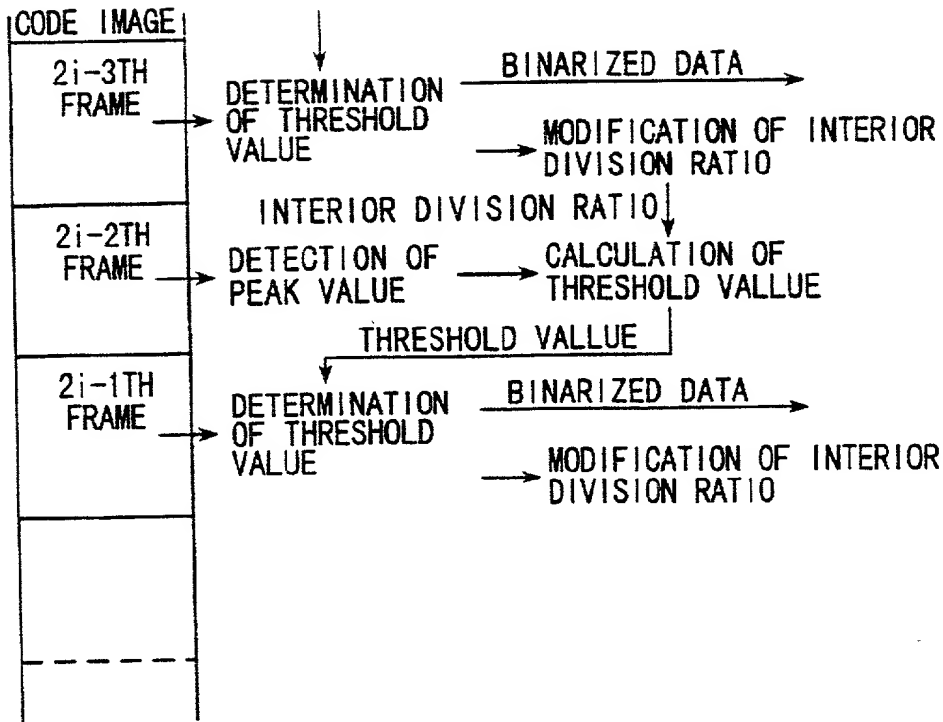 CODE IMAGE
2i-3TH
FRAME
DETERMINATION
OF THRESHOLD
VALUE
BINARIZED DATA
MODIFICATION OF INTERIOR
DIVISION RATIO
INTERIOR DIVISION RATIO
2i-2TH
FRAME
DETECTION OF
PEAK VALUE
CALCULATION OF
THRESHOLD VALLUE
THRESHOLD VALLUE
2i-1TH
FRAME
DETERMINATION
OF THRESHOLD
VALUE
BINARIZED DATA
MODIFICATION OF INTERIOR
DIVISION RATIO